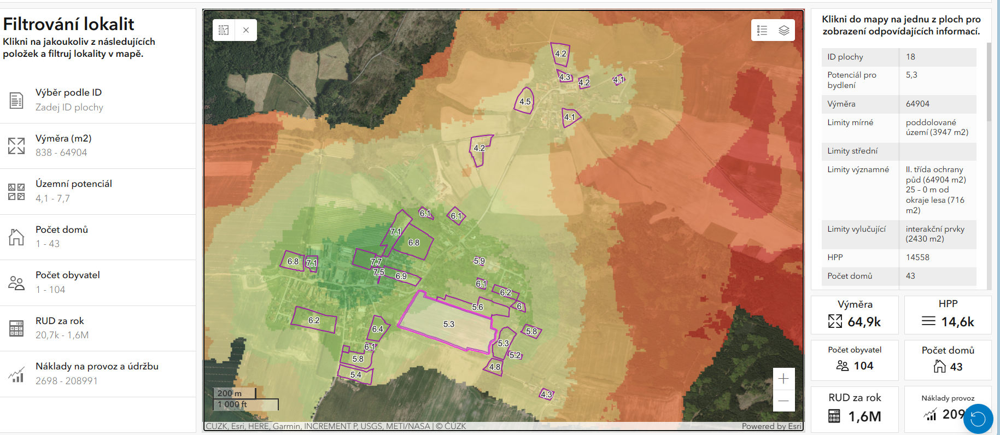 Filtrování lokalit
Klikni na jakoukoliv z následujících
položek a filtruj lokality v mapě.
Výběr podle ID
Zadej ID plochy
Výměra (m2)
838 - 64904
Územní potenciál
4,1 - 7,7
Počet domů
1 - 43
Počet obyvatel
1 - 104
RUD za rok
20,7k - 1,6M
Náklady na provoz a údržbu
2698 - 208991
4.2
4.3
4.2
4.1
4.5
4.1
4.2
6.1
6.1
7.1
6.8
6.8
7.1
7.7
7.5
6.9
5.9
6.1
6.2
5.6
6
6.2
5.3
6.4
5.8
5.3
6.1
5.2
5.8
4.8
5.4
4.3
200 m
1 000 ft
CUZK, Esri, HERE, Garmin, INCREMENT P, USGS, METI/NASA | © ČÚZK
Powered by Esri
Klikni do mapy na jednu z ploch pro
zobrazení odpovídajících informací.
ID plochy 18
Potenciál pro 5,3
bydlení
Výměra 64904
Limity mírné poddolované
území (3947 m2)
Limity střední
Limity významné II. třída ochrany
půd (64904 m2)
25 – 0 m od
okraje lesa (716
m2)
Limity vylučující interakční prvky
(2430 m2)
HPP 14558
Počet domů 43
Výměra
64,9k
HPP
14,6k
Počet obyvatel
104
Počet domů
43
RUD za rok
1,6M
Náklady provoz
209